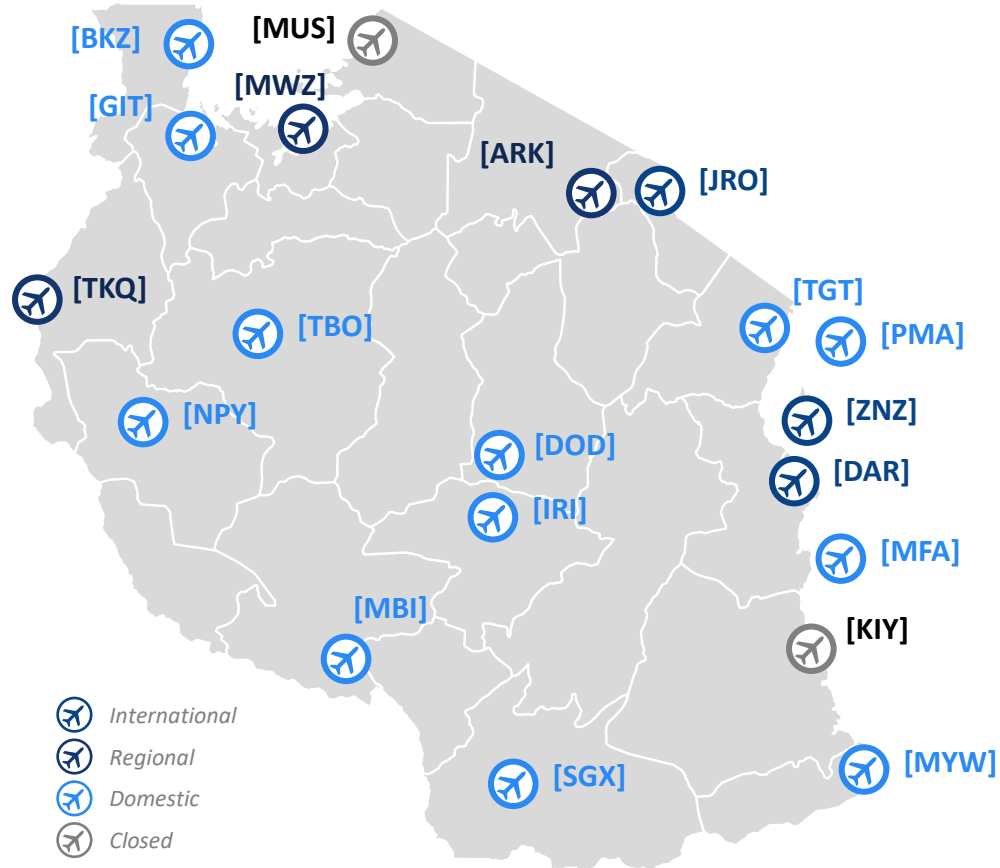 [BKZ]
[MUS]
[MWZ]
[GIT]
[ARK]
[JRO]
[TKQ]
[TGT]
[TBO]
[PMA]
[NPY]
[ZNZ]
[DOD]
[DAR]
[IRI]
[MFA]
[MBI]
[KIY]
International
Regional
[MYW]
[SGX]
Domestic
Closed